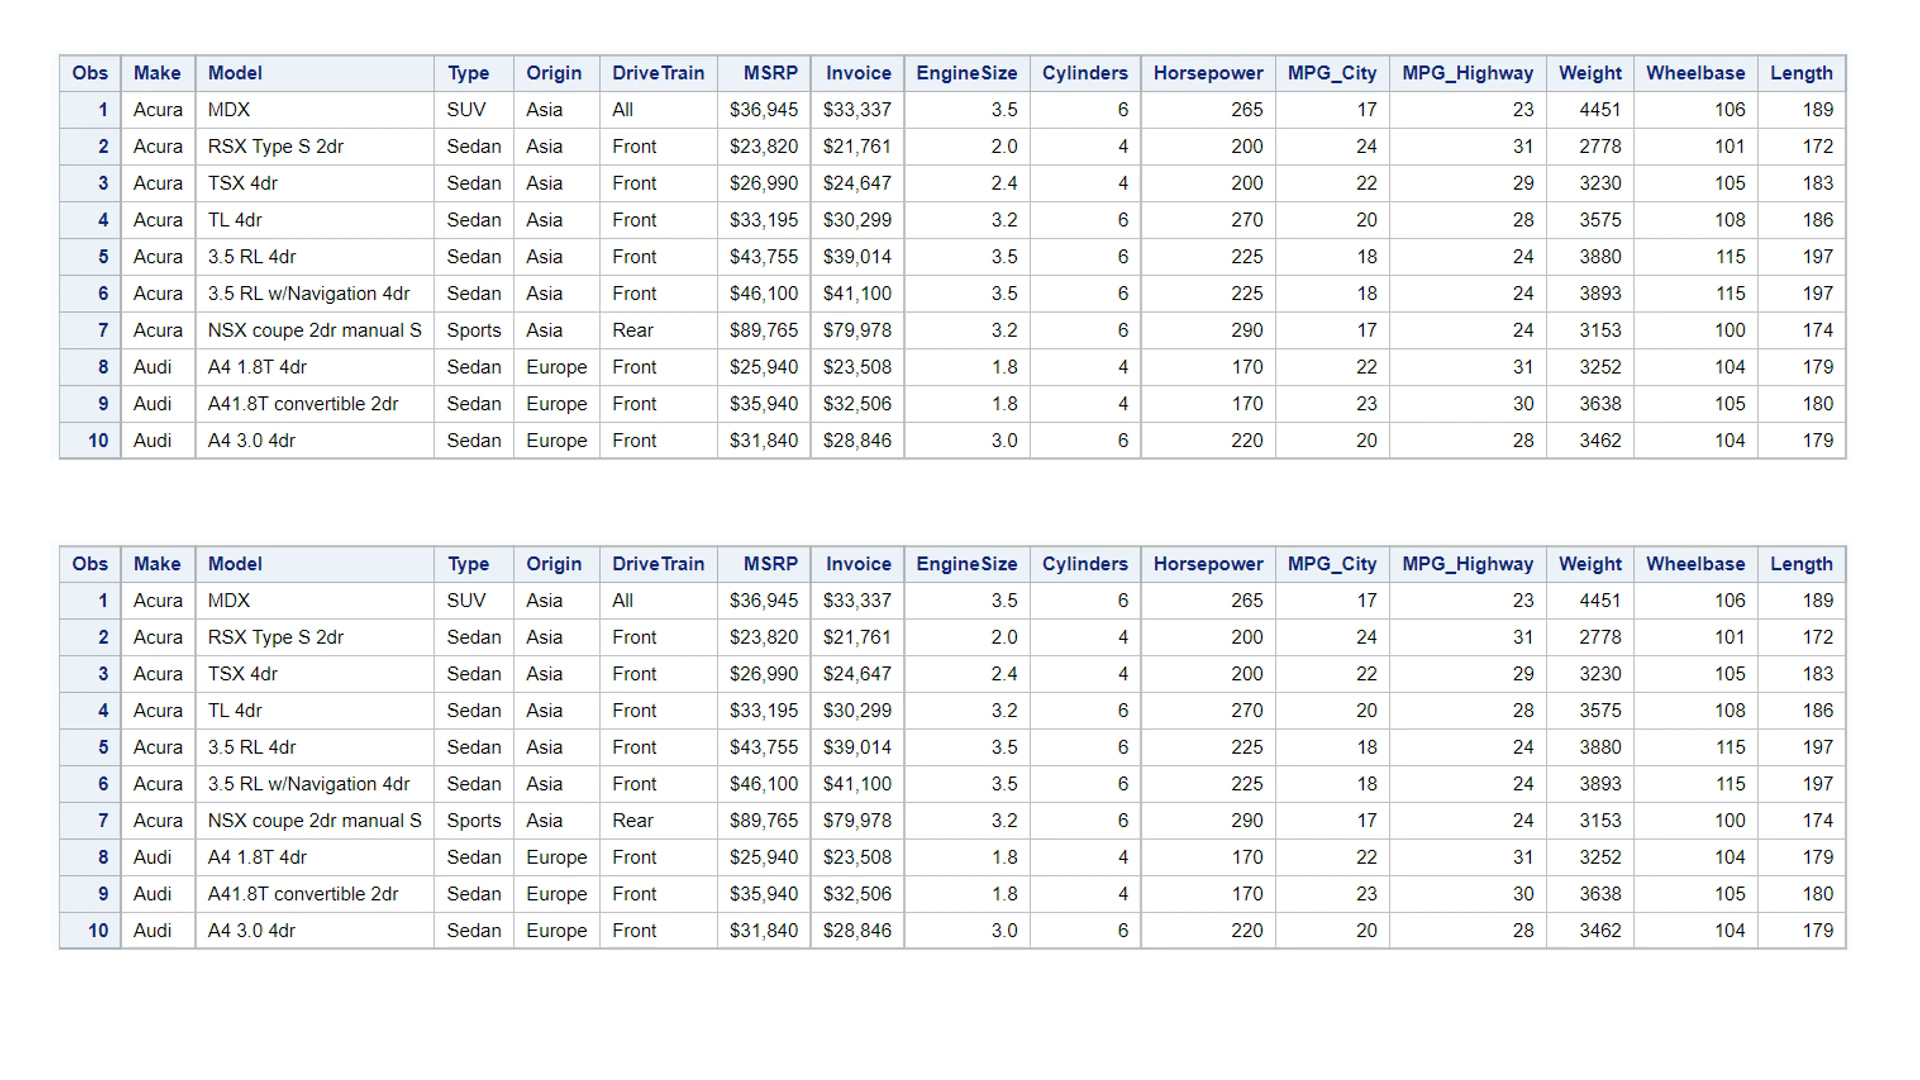 Obs Make Model Type Origin DriveTrain MSRP Invoice EngineSize Cylinders Horsepower MPG_City MPG_Highway Weight Wheelbase Length
1 Acura MDX SUV Asia All $36,945 $33,337 3.5 6 265 17 23 4451 106 189
2 Acura RSX Type S 2dr Sedan Asia Front $23,820 $21,761 2.0 4 200 24 31 2778 101 172
3 Acura TSX 4dr Sedan Asia Front $26,990 $24,647 2.4 4 200 22 29 3230 105 183
4 Acura TL 4dr Sedan Asia Front $33,195 $30,299 3.2 6 270 20 28 3575 108 186
5 Acura 3.5 RL 4dr Sedan Asia Front $43,755 $39,014 3.5 6 225 18 24 3880 115 197
6 Acura 3.5 RL w/Navigation 4dr Sedan Asia Front $46,100 $41,100 3.5 6 225 18 24 3893 115 197
7 Acura NSX coupe 2dr manual S Sports Asia Rear $89,765 $79,978 3.2 6 290 17 24 3153 100 174
8 Audi A4 1.8T 4dr Sedan Europe Front $25,940 $23,508 1.8 4 170 22 31 3252 104 179
9 Audi A41.8T convertible 2dr Sedan Europe Front $35,940 $32,506 1.8 4 170 23 30 3638 105 180
10 Audi A4 3.0 4dr Sedan Europe Front $31,840 $28,846 3.0 6 220 20 28 3462 104 179
Obs Make Model Type Origin DriveTrain MSRP Invoice EngineSize Cylinders Horsepower MPG_City MPG_Highway Weight Wheelbase Length
1 Acura MDX SUV Asia All $36,945 $33,337 3.5 6 265 17 23 4451 106 189
2 Acura RSX Type S 2dr Sedan Asia Front $23,820 $21,761 2.0 4 200 24 31 2778 101 172
3 Acura TSX 4dr Sedan Asia Front $26,990 $24,647 2.4 4 200 22 29 3230 105 183
4 Acura TL 4dr Sedan Asia Front $33,195 $30,299 3.2 6 270 20 28 3575 108 186
5 Acura 3.5 RL 4dr Sedan Asia Front $43,755 $39,014 3.5 6 225 18 24 3880 115 197
6 Acura 3.5 RL w/Navigation 4dr Sedan Asia Front $46,100 $41,100 3.5 6 225 18 24 3893 115 197
7 Acura NSX coupe 2dr manual S Sports Asia Rear $89,765 $79,978 3.2 6 290 17 24 3153 100 174
8 Audi A4 1.8T 4dr Sedan Europe Front $25,940 $23,508 1.8 4 170 22 31 3252 104 179
9 Audi A41.8T convertible 2dr Sedan Europe Front $35,940 $32,506 1.8 4 170 23 30 3638 105 180
10 Audi A4 3.0 4dr Sedan Europe Front $31,840 $28,846 3.0 6 220 20 28 3462 104 179